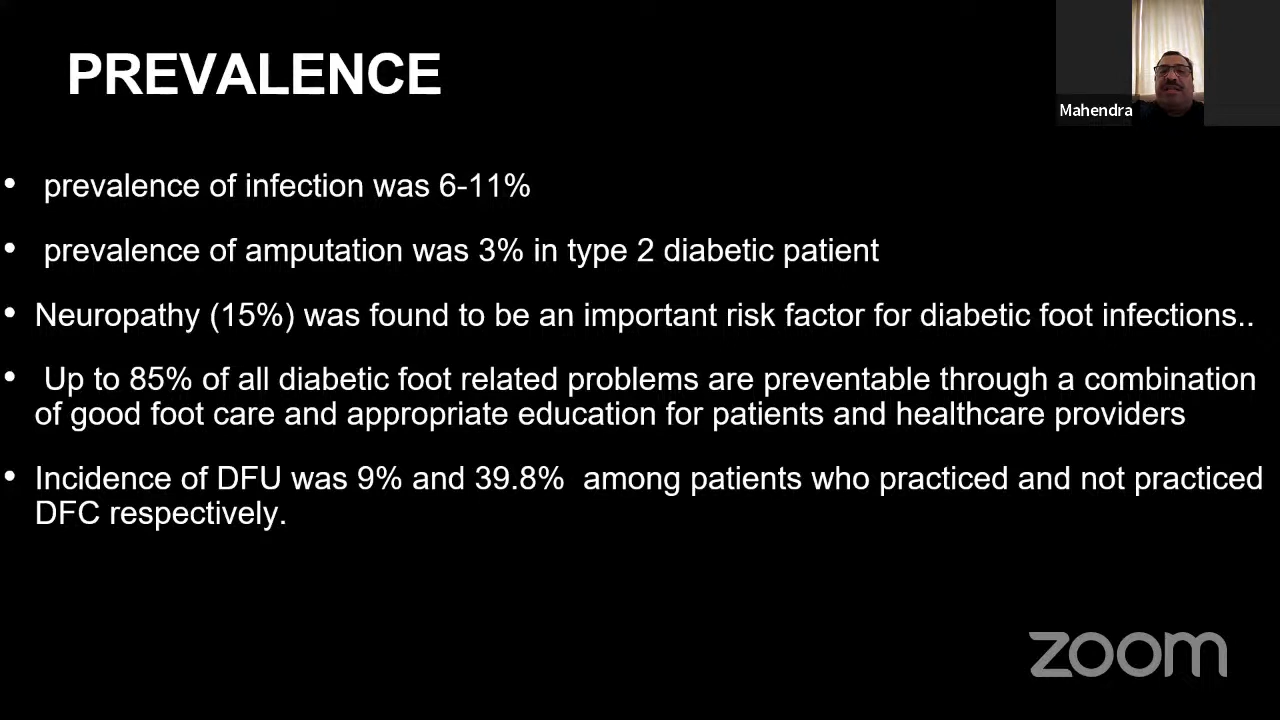 PREVALENCE
Mahendra
• prevalence of infection was 6-11%
• prevalence of amputation was 3% in type 2 diabetic patient
• Neuropathy (15%) was found to be an important risk factor for diabetic foot infections..
• Up to 85% of all diabetic foot related problems are preventable through a combination
of good foot care and appropriate education for patients and healthcare providers
• Incidence of DFU was 9% and 39.8% among patients who practiced and not practiced
DFC respectively.
zoom